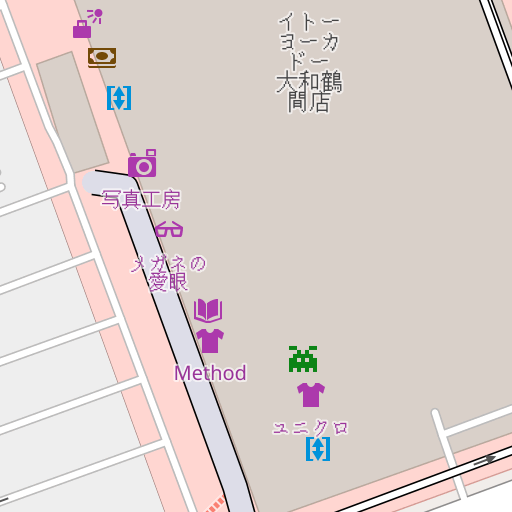 イトー
ヨーカ
ドー
大和鶴
間店
写真工房
メガネの
愛眼
Method
ユニクロ